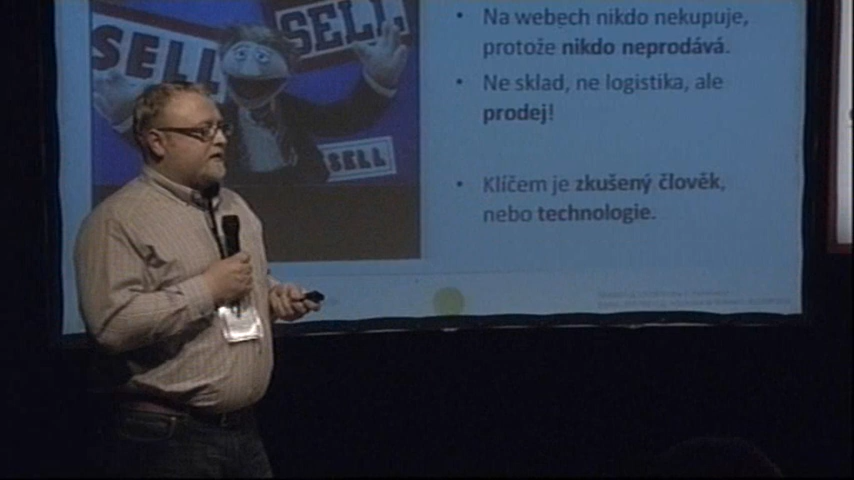 SELL
SELL
SELL
• Na webech nikdo nekupuje,
protože nikdo neprodává.
• Ne sklad, ne logistika, ale
prodej!
• Klíčem je zkušený člověk,
nebo technologie.